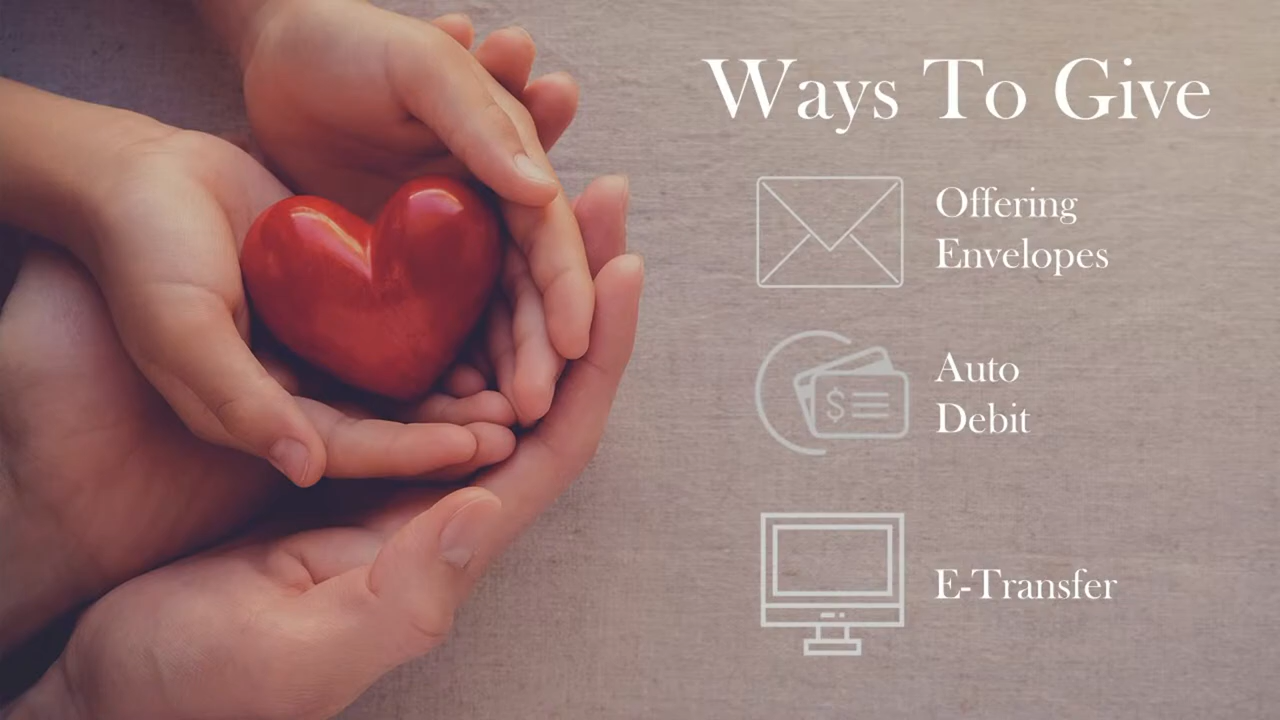 Ways To Give
Offering
Envelopes
$
Auto
Debit
E-Transfer